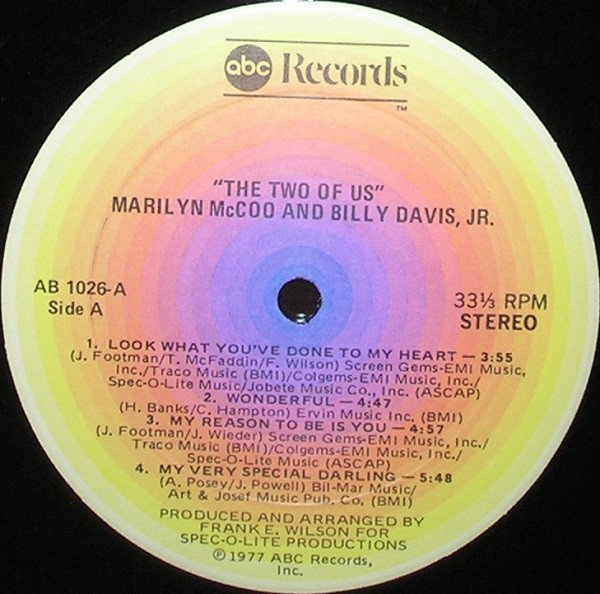 abc Records
TM
"THE TWO OF US"
MARILYN McCOO AND BILLY DAVIS, JR.
AB 1026-A
Side A
33⅓ RPM
STEREO
1. LOOK WHAT YOU'VE DONE TO MY HEART — 3:55
(J. Footman/T. McFaddin/F. Wilson) Screen Gems-EMI Music,
Inc./Traco Music (BMI)/Colgems-EMI Music, Inc./
Spec-O-Lite Music/Jobete Music Co., Inc. (ASCAP)
2. WONDERFUL — 4:47
(H. Banks/C. Hampton) Ervin Music Inc. (BMI)
3. MY REASON TO BE IS YOU — 4:57
(J. Footman/J. Wieder) Screen Gems-EMI Music, Inc./
Traco Music (BMI)/Colgems-EMI Music, Inc./
Spec-O-Lite Music (ASCAP)
4. MY VERY SPECIAL DARLING — 5:48
(A. Posey/J. Powell) Bil-Mar Music/
Art & Josef Music Pub. Co. (BMI)
PRODUCED AND ARRANGED BY
FRANK E. WILSON FOR
SPEC-O-LITE PRODUCTIONS
℗ 1977 ABC Records,
Inc.